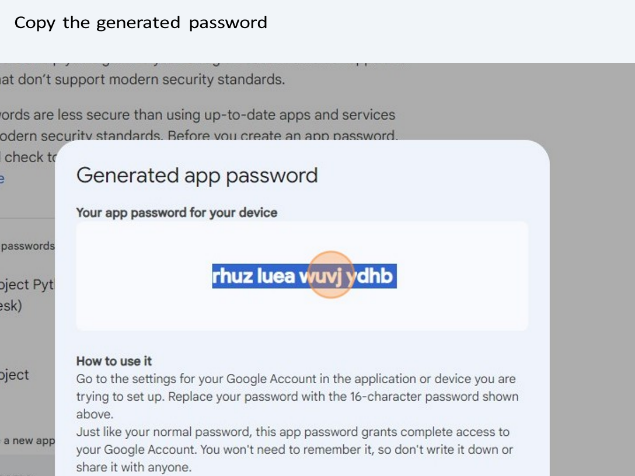 Copy the generated password
at don't support modern security standards.
ords are less secure than using up-to-date apps and services
odern security standards. Before you create an app password,
check to
e
Generated app password
Your app password for your device
passwords
rhuz luea wuvj ydhb
oject Pyt
esk)
How to use it
oject
Go to the settings for your Google Account in the application or device you are
trying to set up. Replace your password with the 16-character password shown
above.
Just like your normal password, this app password grants complete access to
a new app
your Google Account. You won't need to remember it, so don't write it down or
share it with anyone.